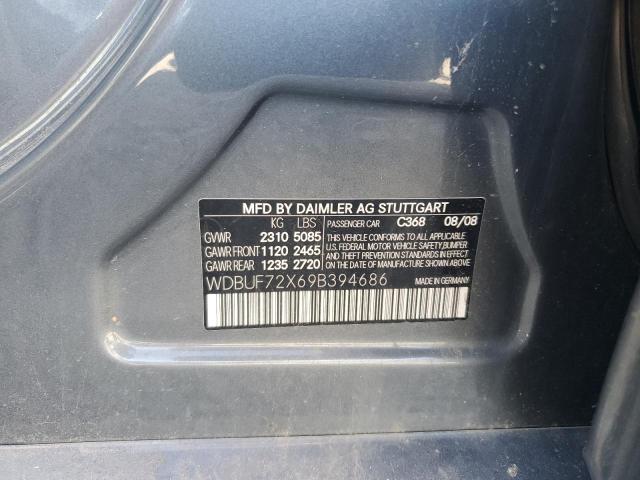 MFD BY DAIMLER AG STUTTGART
KG LBS PASSENGER CAR C368 08/08
GVWR 2310 5085 THIS VEHICLE CONFORMS TO ALL APPLICABLE
GAWR FRONT 1120 2465 U.S. FEDERAL MOTOR VEHICLE SAFETY,BUMPER
GAWR REAR 1235 2720 AND THEFT PREVENTION STANDARDS IN EFFECT
ON THE DATE OF MANUFACTURE SHOWN ABOVE
WDBUF72X69B394686 MADE IN GERMANY